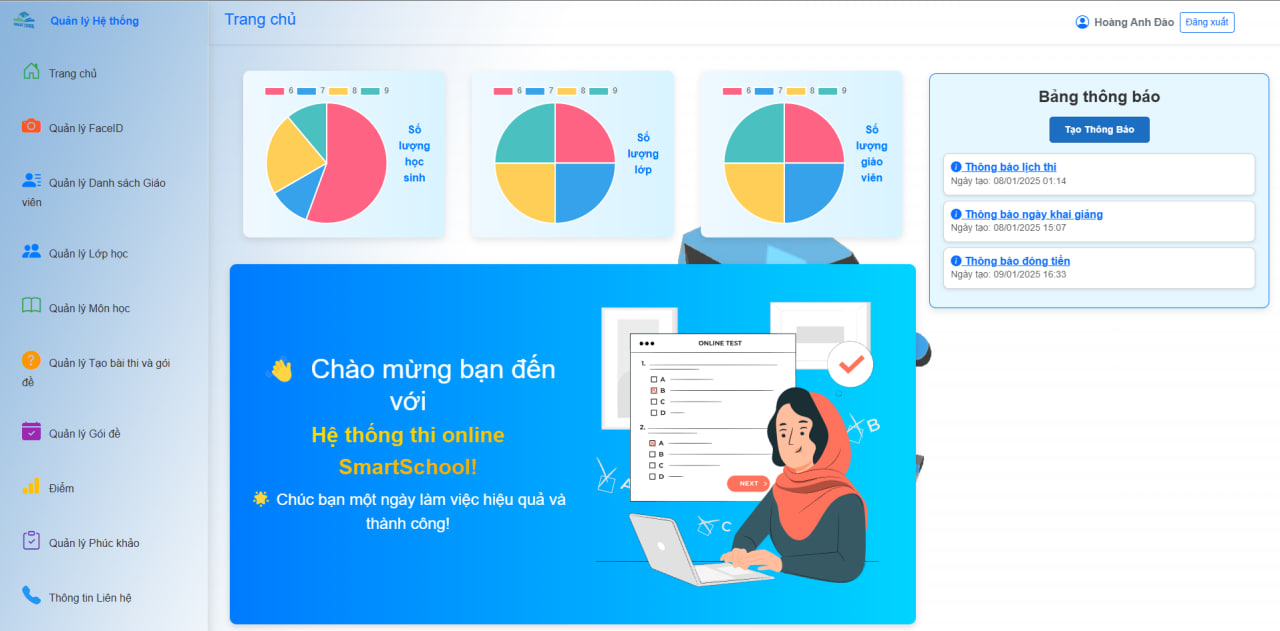 Quản lý Hệ thống
Trang chủ
Quản lý FaceID
Quản lý Danh sách Giáo
viên
Quản lý Lớp học
Quản lý Môn học
Quản lý Tạo bài thi và gói
đề
Quản lý Gói đề
Điểm
Quản lý Phúc khảo
Thông tin Liên hệ
Trang chủ
Hoàng Anh Đào
Đăng xuất
6 7 8 9
Số
lượng
học
sinh
6 7 8 9
Số
lượng
lớp
6 7 8 9
Số
lượng
giáo
viên
Chào mừng bạn đến
với
Hệ thống thi online
SmartSchool!
Chúc bạn một ngày làm việc hiệu quả và
thành công!
ONLINE TEST
1.
A
B
C
D
2.
A
B
C
D
NEXT >
A
B
C
Bảng thông báo
Tạo Thông Báo
Thông báo lịch thi
Ngày tạo: 08/01/2025 01:14
Thông báo ngày khai giảng
Ngày tạo: 08/01/2025 15:07
Thông báo đóng tiền
Ngày tạo: 09/01/2025 16:33